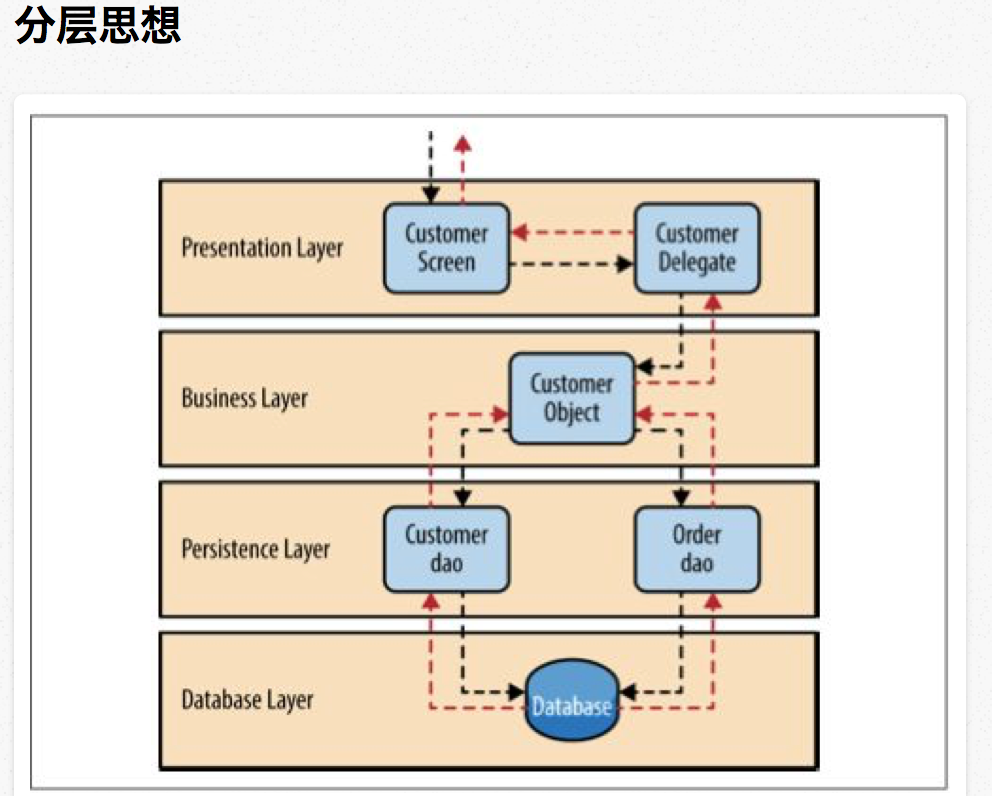 分层思想
Presentation Layer
Customer
Screen
Customer
Delegate
Business Layer
Customer
Object
Persistence Layer
Customer
dao
Order
dao
Database Layer
Database